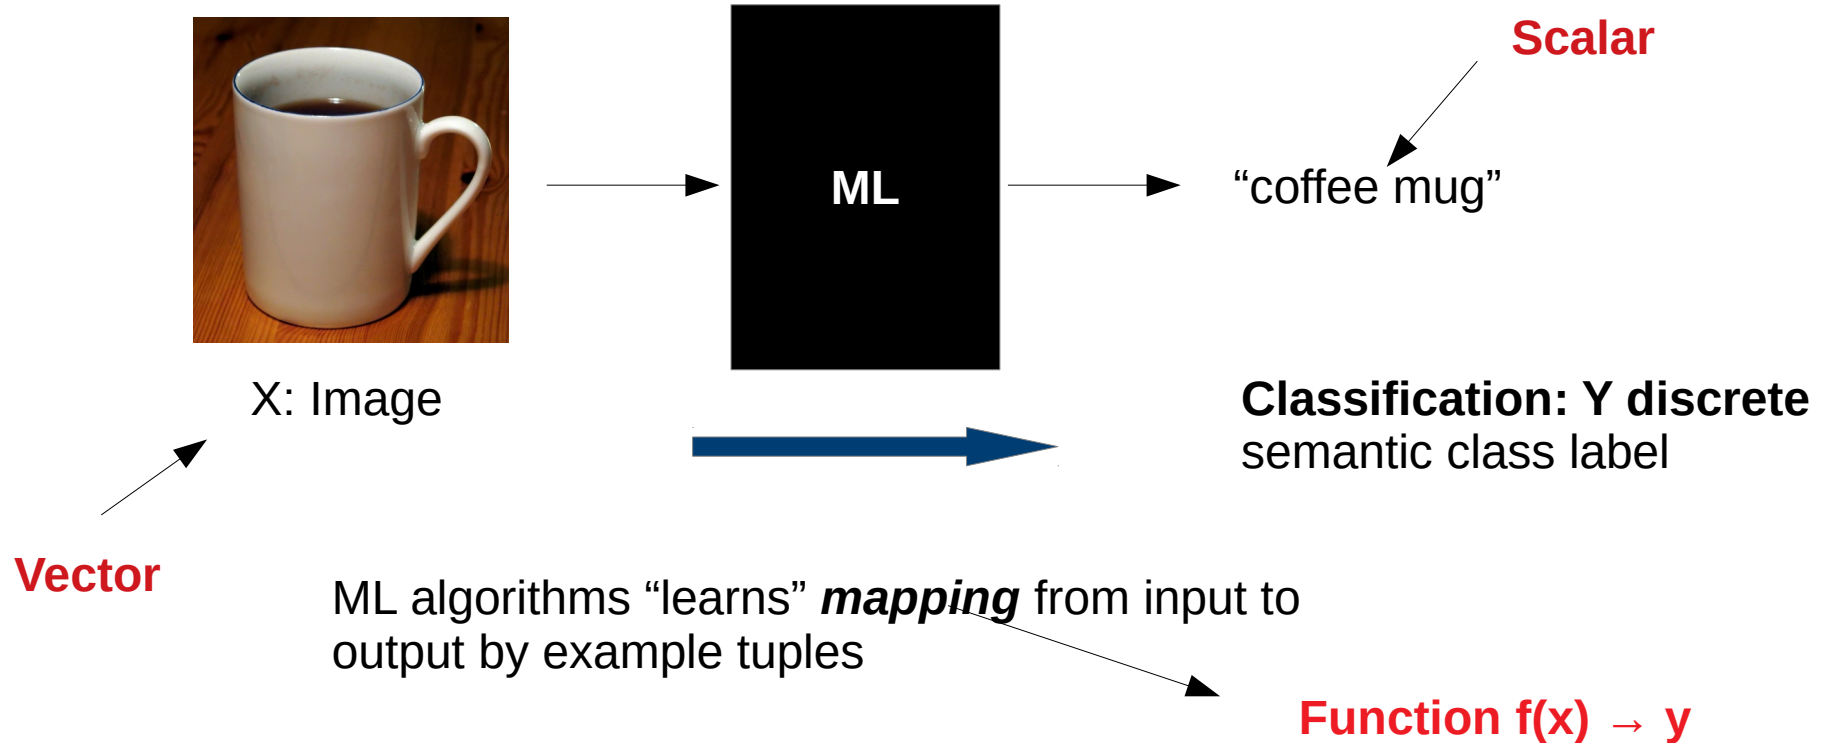 Scalar
ML
“coffee mug”
X: Image
Classification: Y discrete
semantic class label
Vector
ML algorithms “learns” mapping from input to
output by example tuples
Function f(x) → y